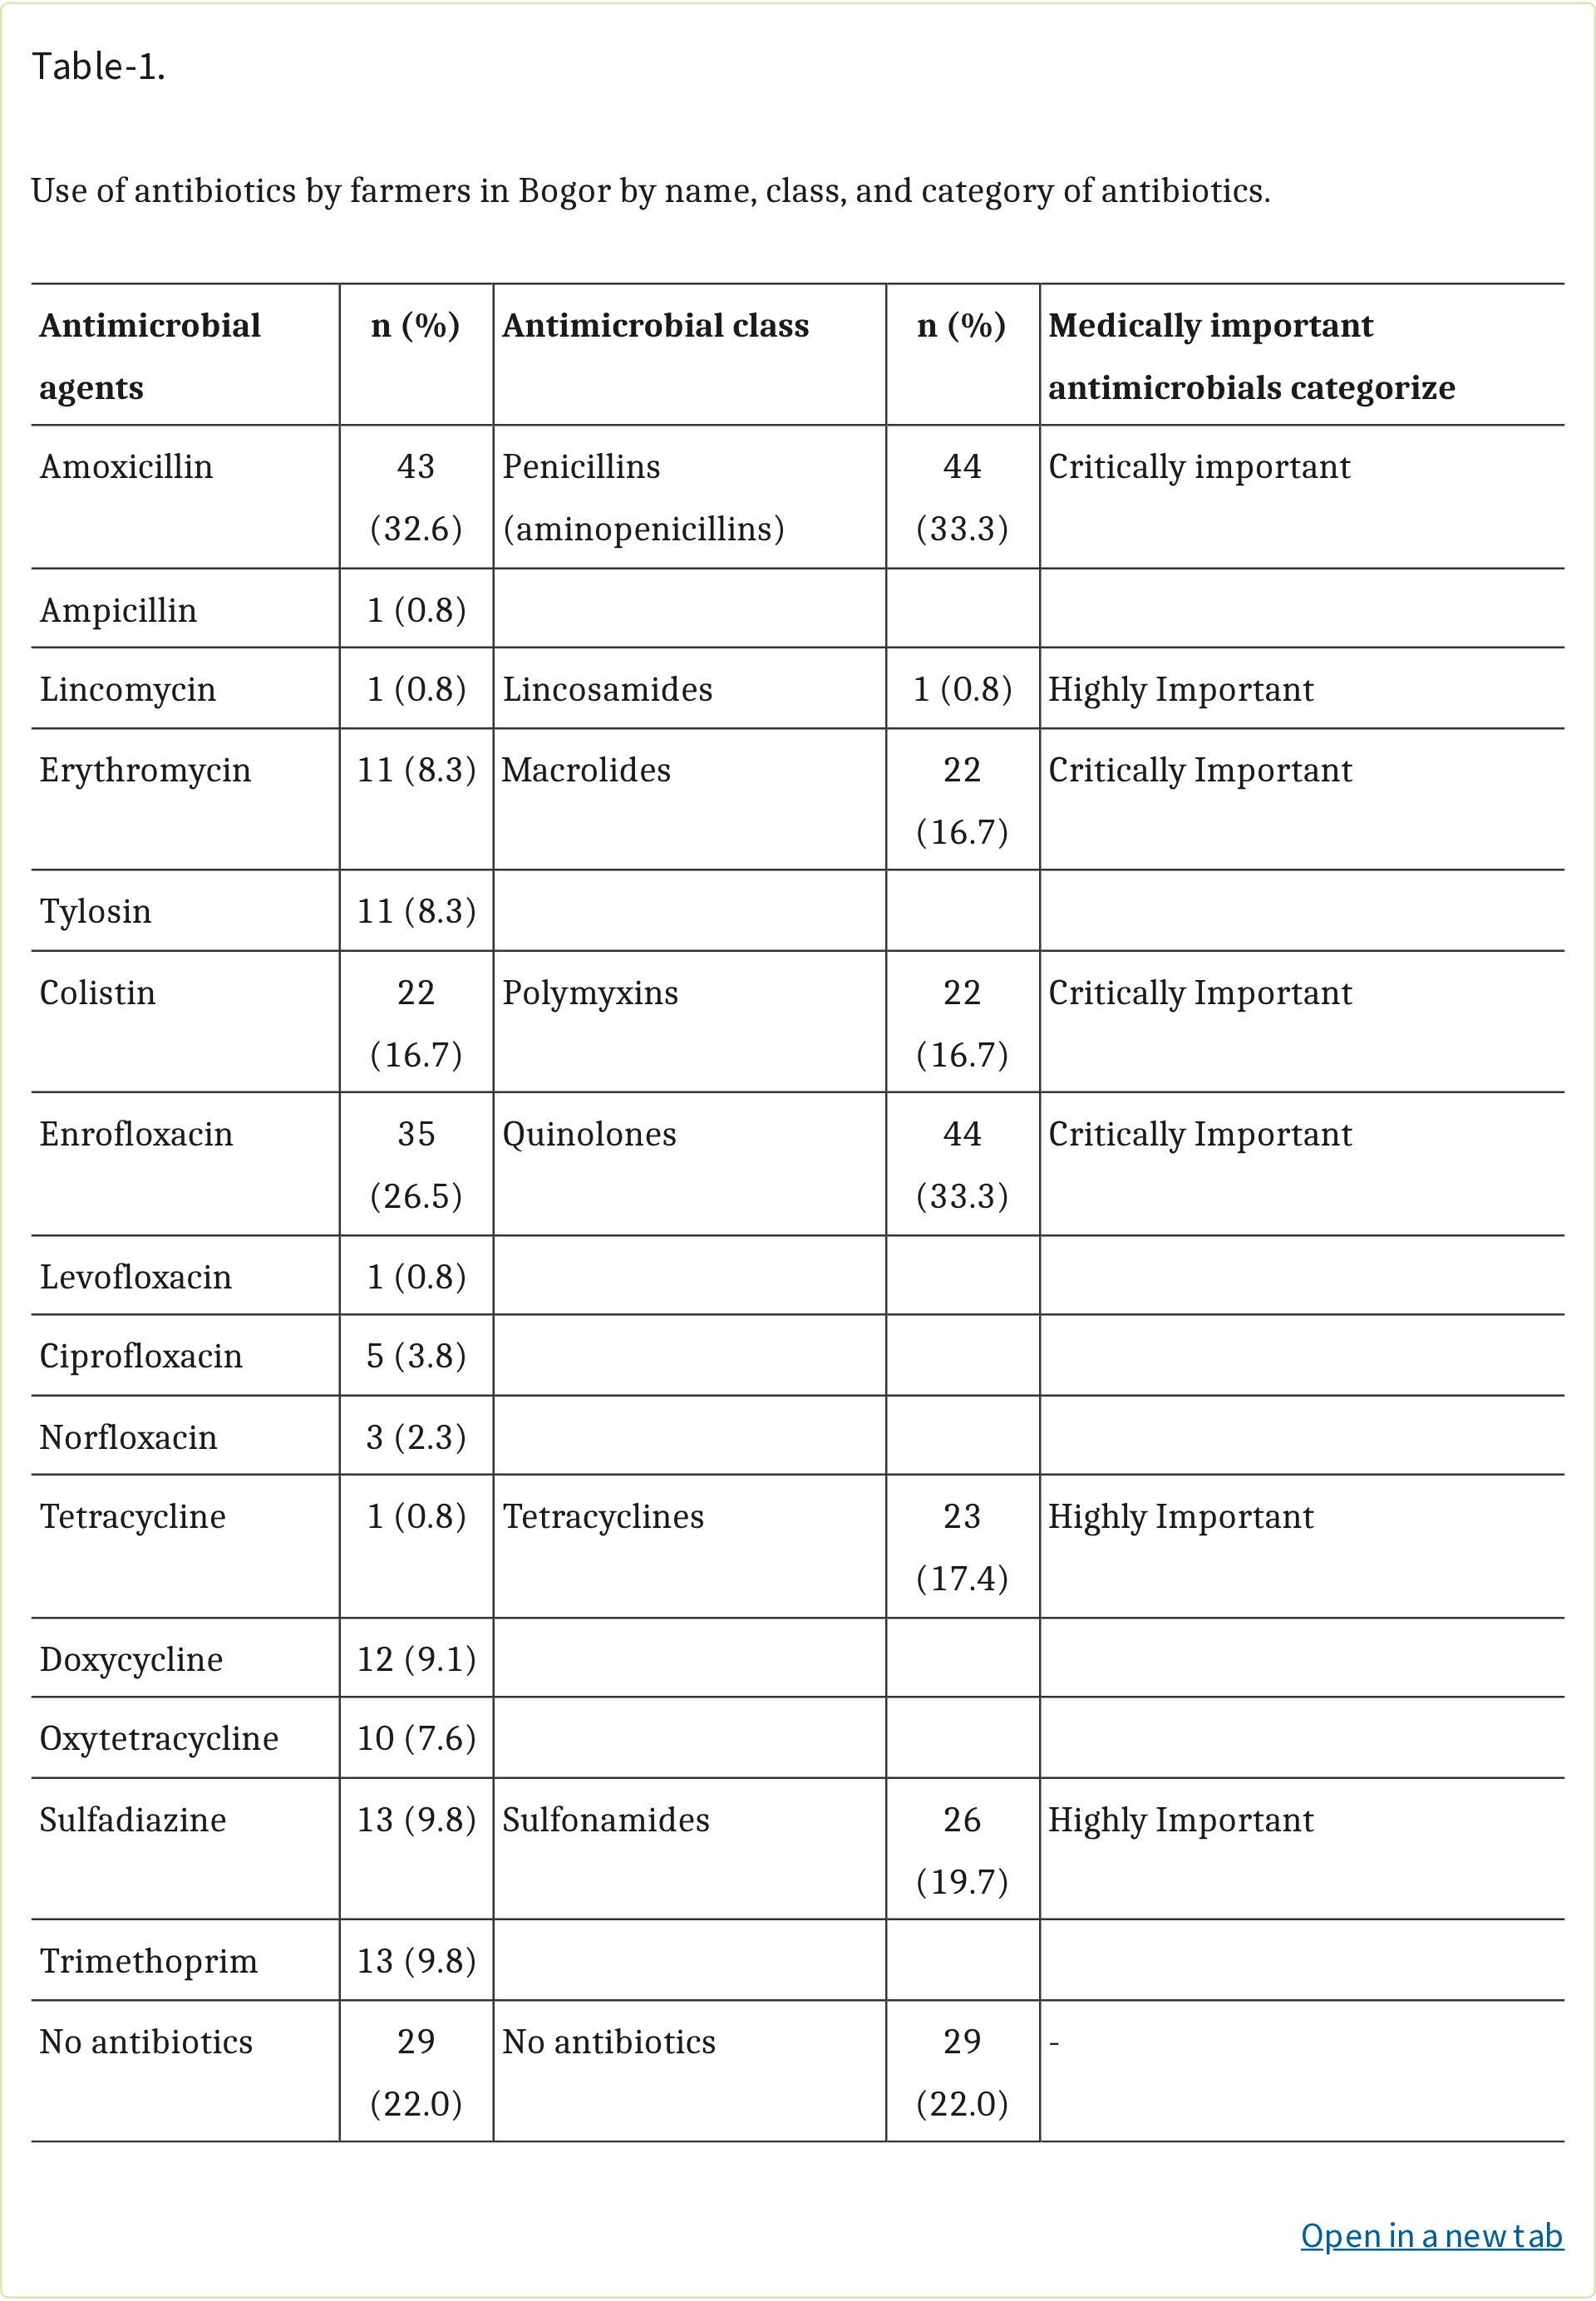 Table-1.
Use of antibiotics by farmers in Bogor by name, class, and category of antibiotics.
Antimicrobial agents n (%) Antimicrobial class n (%) Medically important antimicrobials categorize
Amoxicillin 43 (32.6) Penicillins (aminopenicillins) 44 (33.3) Critically important
Ampicillin 1 (0.8)
Lincomycin 1 (0.8) Lincosamides 1 (0.8) Highly Important
Erythromycin 11 (8.3) Macrolides 22 (16.7) Critically Important
Tylosin 11 (8.3)
Colistin 22 (16.7) Polymyxins 22 (16.7) Critically Important
Enrofloxacin 35 (26.5) Quinolones 44 (33.3) Critically Important
Levofloxacin 1 (0.8)
Ciprofloxacin 5 (3.8)
Norfloxacin 3 (2.3)
Tetracycline 1 (0.8) Tetracyclines 23 (17.4) Highly Important
Doxycycline 12 (9.1)
Oxytetracycline 10 (7.6)
Sulfadiazine 13 (9.8) Sulfonamides 26 (19.7) Highly Important
Trimethoprim 13 (9.8)
No antibiotics 29 (22.0) No antibiotics 29 (22.0) -
Open in a new tab